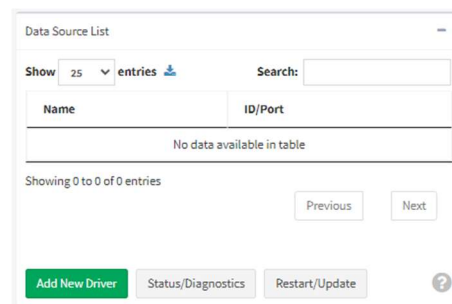 Data Source List
Show 25 entries Search:
Name ID/Port
No data available in table
Showing 0 to 0 of 0 entries
Previous Next
Add New Driver Status/Diagnostics Restart/Update ?